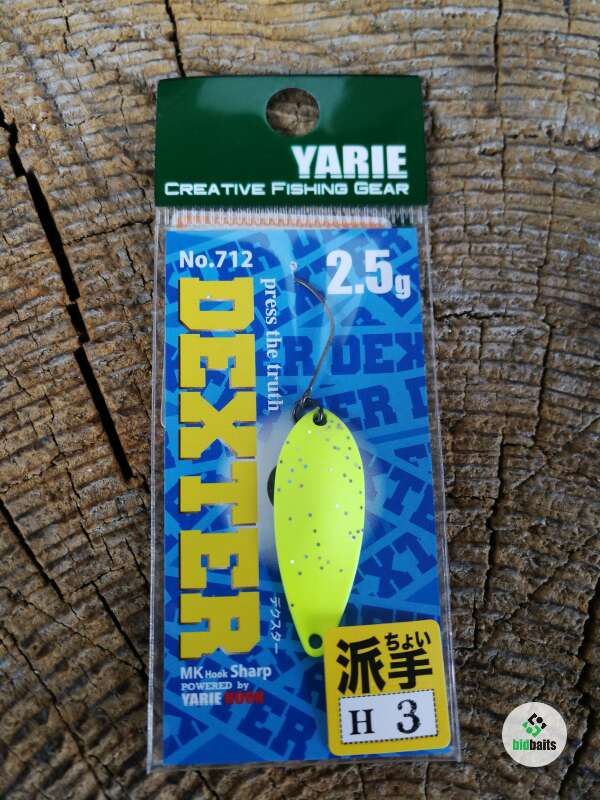 YARIE
CREATIVE FISHING GEAR
No.712
2.5g
press the truth
DEXTER
デクスター
MK Hook Sharp
POWERED by
YARIE HOOK
ちょい
派手
H 3
bidbaits